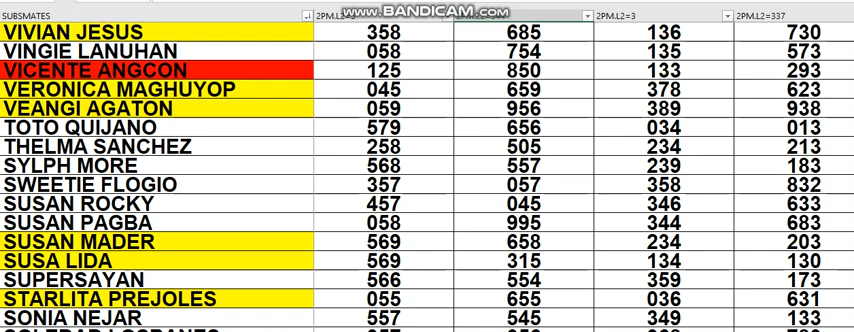 WWW.BANDICAM.COM
SUBSMATES 2PM.L2=3 2PM.L2=3 2PM.L2=337
VIVIAN JESUS 358 685 136 730
VINGIE LANUHAN 058 754 135 573
VICENTE ANGCON 125 850 133 293
VERONICA MAGHUYOP 045 659 378 623
VEANGI AGATON 059 956 389 938
TOTO QUIJANO 579 656 034 013
THELMA SANCHEZ 258 505 234 213
SYLPH MORE 568 557 239 183
SWEETIE FLOGIO 357 057 358 832
SUSAN ROCKY 457 045 346 633
SUSAN PAGBA 058 995 344 683
SUSAN MADER 569 658 234 203
SUSA LIDA 569 315 134 130
SUPERSAYAN 566 554 359 173
STARLITA PREJOLES 055 655 036 631
SONIA NEJAR 557 545 349 133